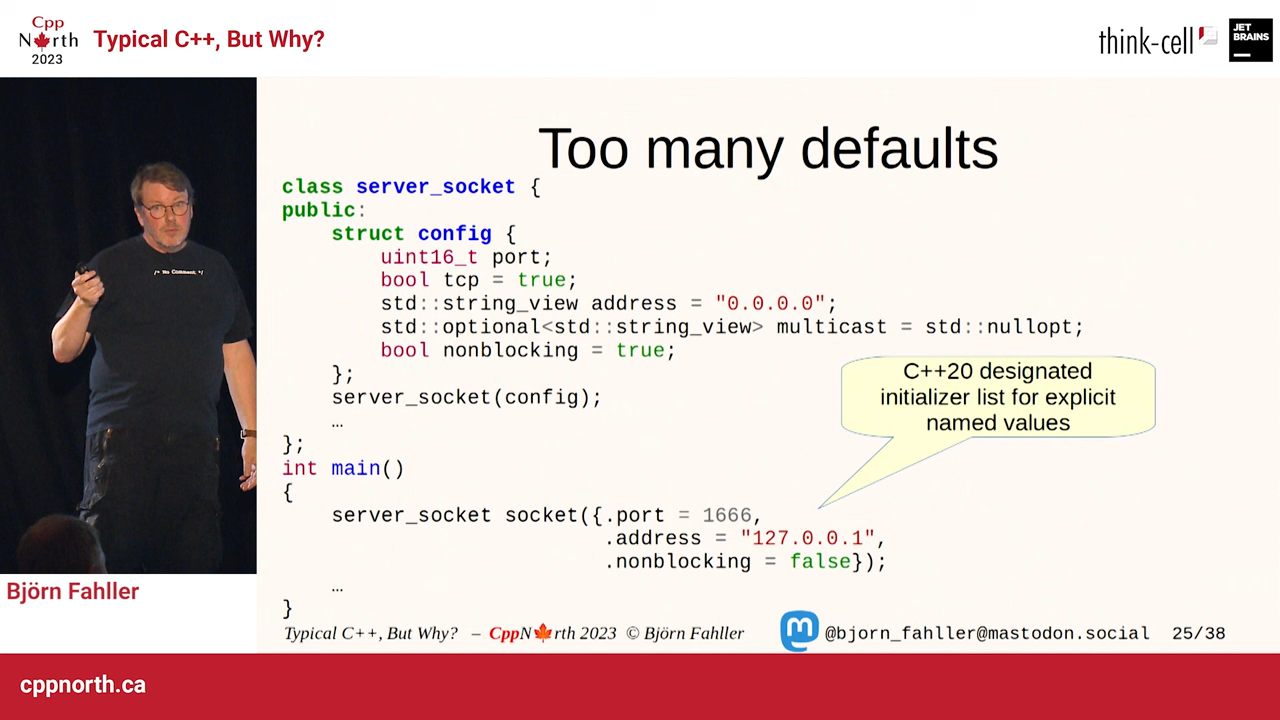 Cpp
North
2023
Typical C++, But Why?
think-cell
JET
BRAINS
Too many defaults
class server_socket {
public:
    struct config {
        uint16_t port;
        bool tcp = true;
        std::string_view address = "0.0.0.0";
        std::optional<std::string_view> multicast = std::nullopt;
        bool nonblocking = true;
    };
    server_socket(config);
    …
};
int main()
{
    server_socket socket({.port = 1666,
                          .address = "127.0.0.1",
                          .nonblocking = false});
    …
}
C++20 designated
initializer list for explicit
named values
/* No Comment */
Björn Fahller
Typical C++, But Why? – CppNorth 2023 © Björn Fahller
@bjorn_fahller@mastodon.social 25/38
cppnorth.ca